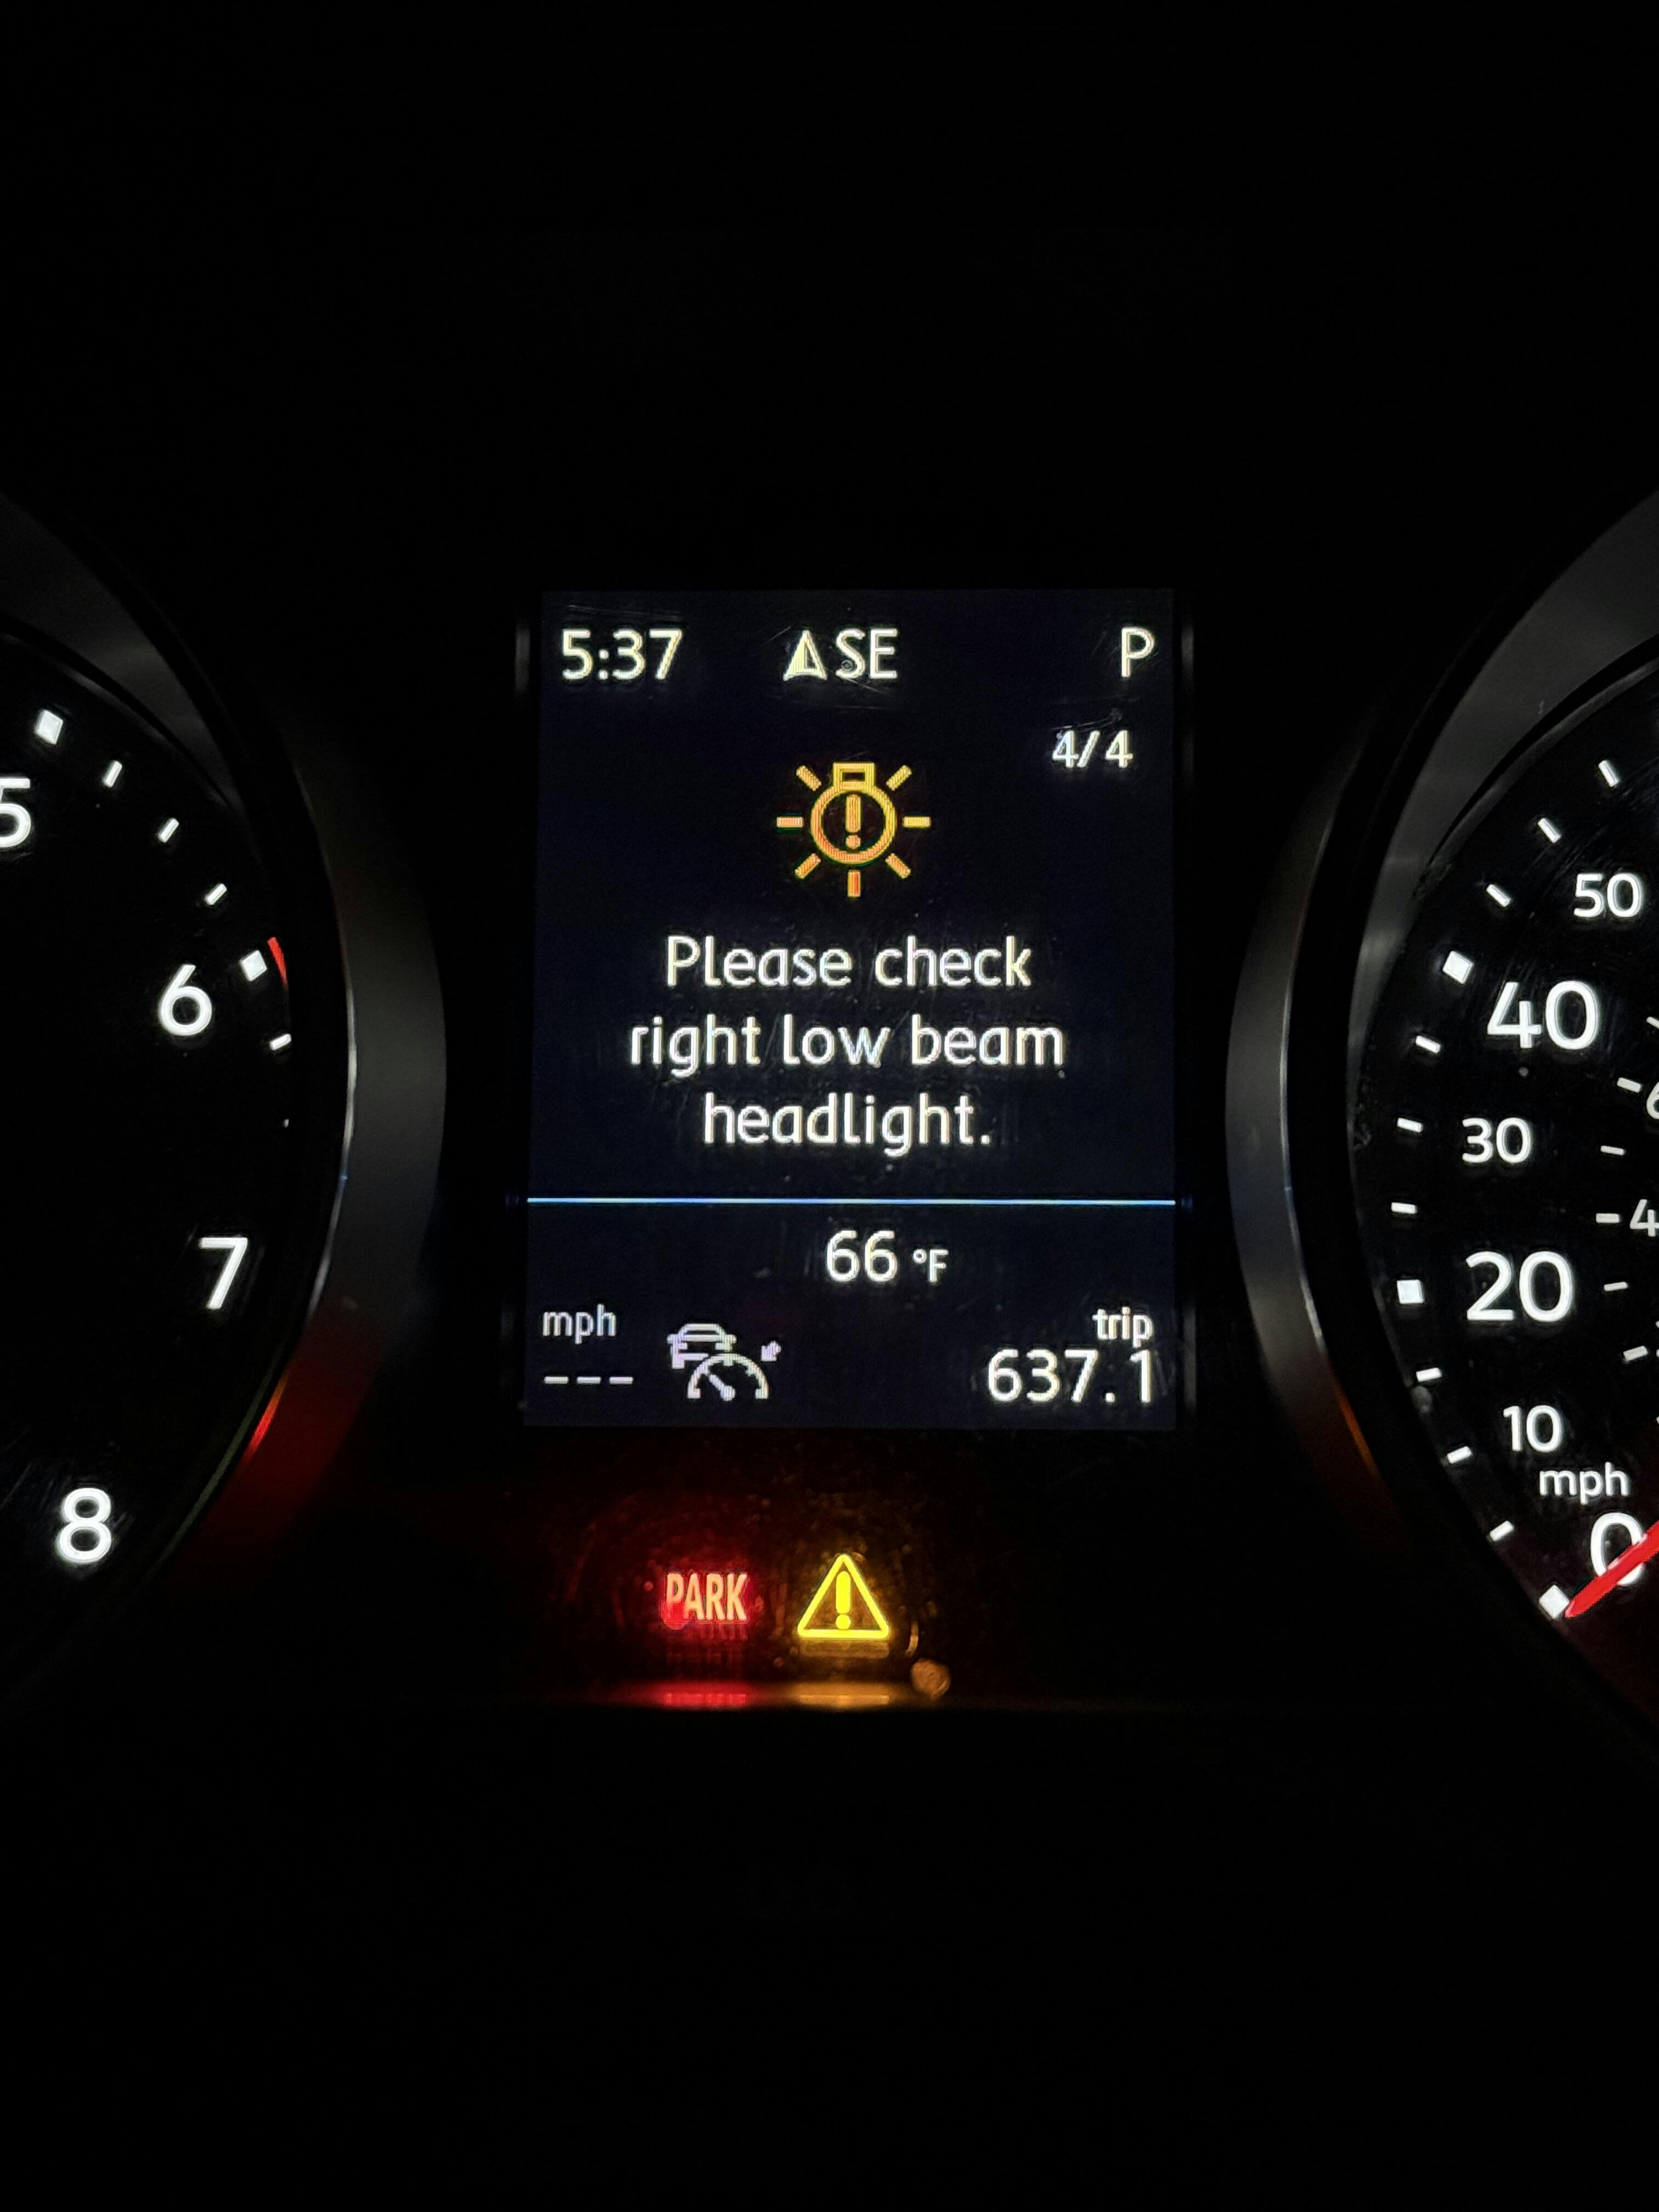 5:37 SE P
4/4
Please check
right low beam
headlight.
66 °F
mph trip
--- 637.1
PARK
5
6
7
8
50
40
30
20
10
mph
0